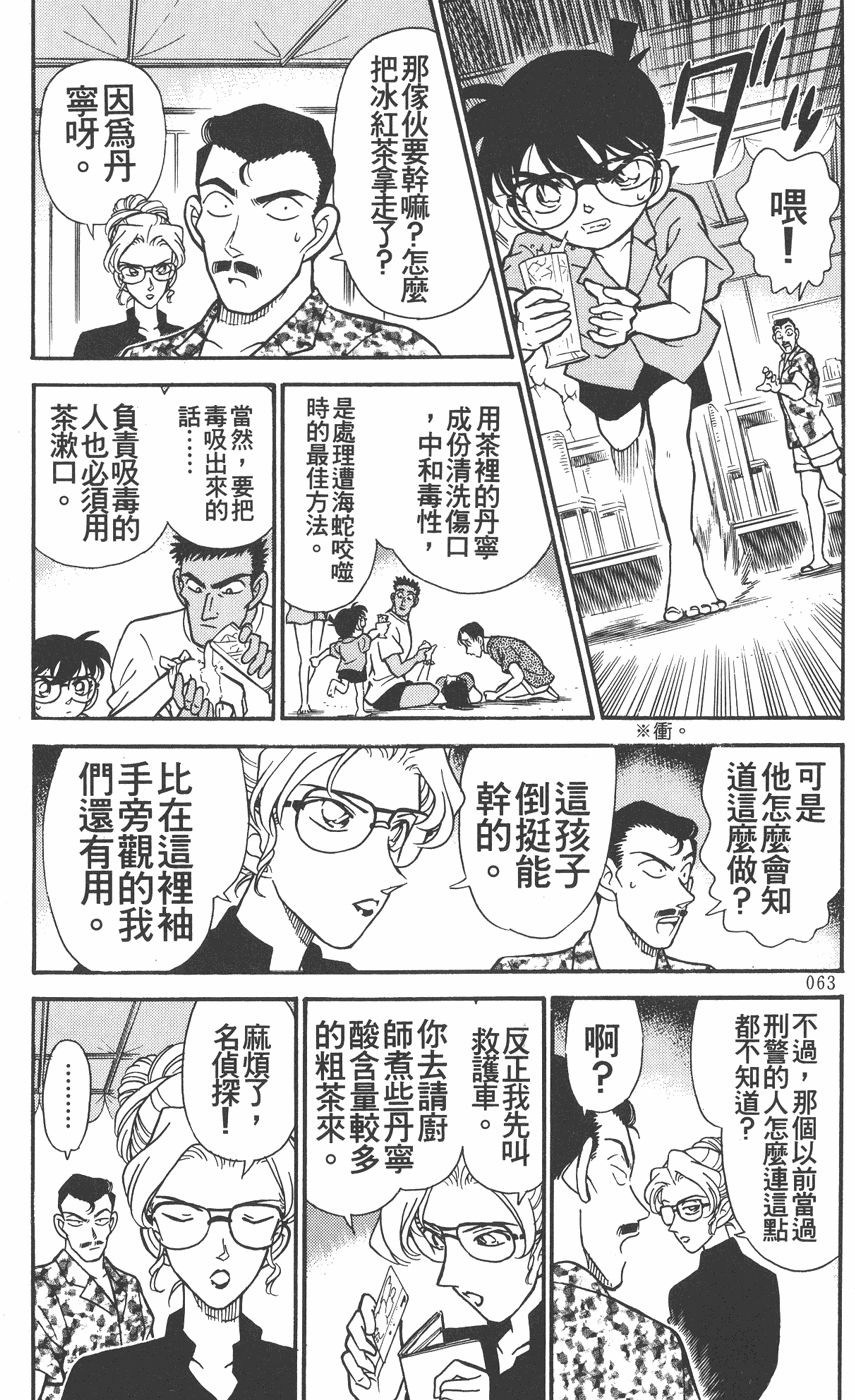 ダッ
喂！
那傢伙要幹嘛？怎麼
把冰紅茶拿走了？
因爲丹
寧呀。
※衝。
用茶裡的丹寧
成份清洗傷口
，中和毒性，
是處理遭海蛇咬噬
時的最佳方法。
當然，要把
毒吸出來的
話……
負責吸毒的
人也必須用
茶漱口。
可是
他怎麼會知
道這麼做？
這孩子
倒挺能
幹的。
比在這裡袖
手旁觀的我
們還有用。
063
不過，那個以前當過
刑警的人怎麼連這點
都不知道？
啊？
反正我先叫
救護車。
你去請廚
師煮些丹寧
酸含量較多
的粗茶來。
麻煩了，
名偵探！
……